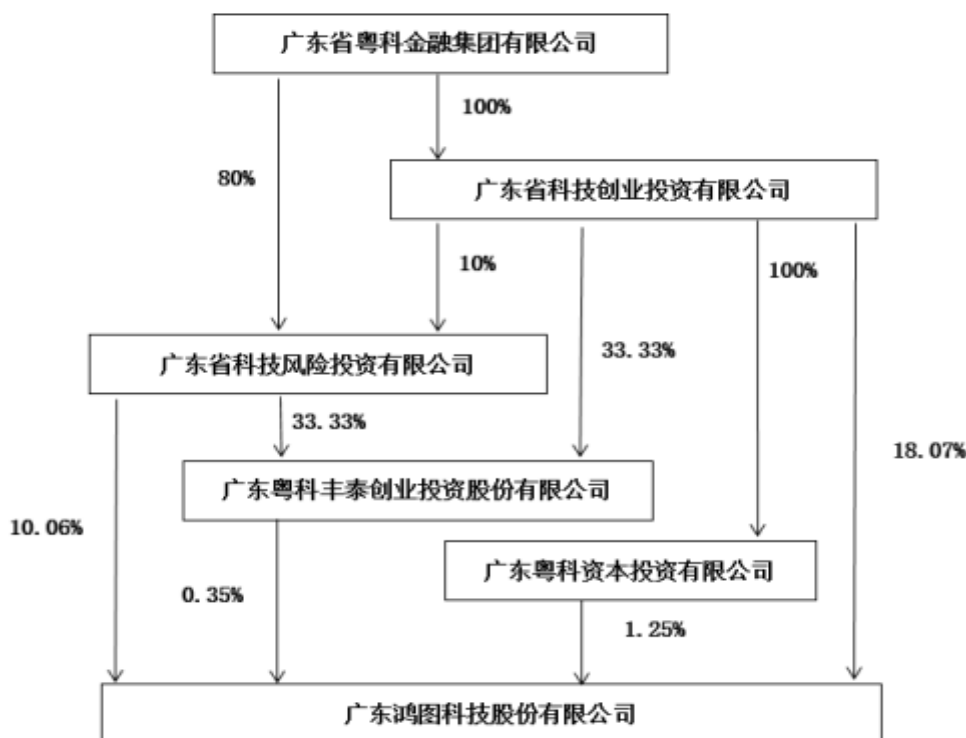 广东省粤科金融集团有限公司
100%
80%
广东省科技创业投资有限公司
10%
100%
33.33%
广东省科技风险投资有限公司
33.33%
18.07%
广东粤科丰泰创业投资股份有限公司
10.06%
广东粤科资本投资有限公司
0.35%
1.25%
广东鸿图科技股份有限公司